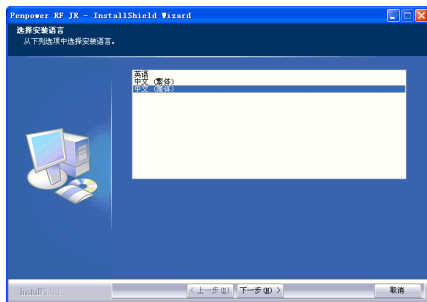 Penpower RF JR - InstallShield Wizard
选择安装语言
从下列选项中选择安装语言。
英语
中文 (繁体)
中文 (简体)
InstallShield
< 上一步(B)
下一步(N) >
取消